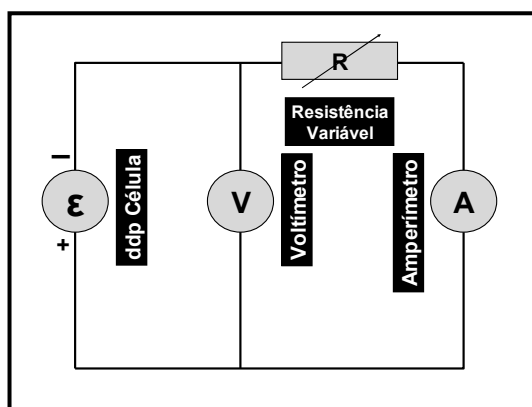 R
Resistência
Variável
–
ε
+
ddp Célula
V
Voltímetro
Amperímetro
A